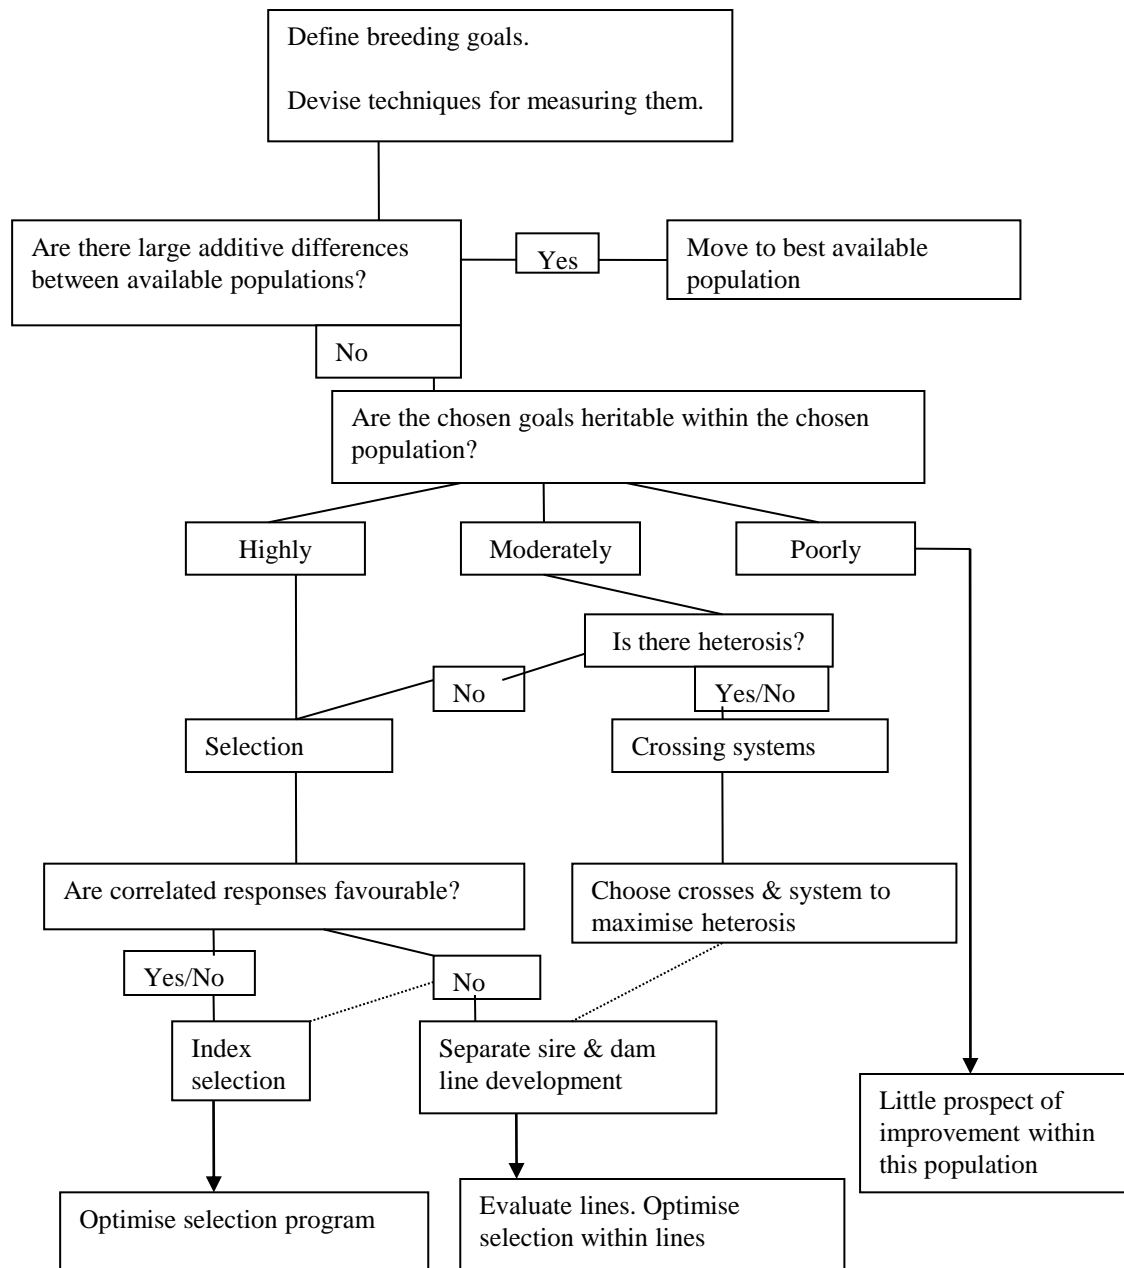 Define breeding goals.
Devise techniques for measuring them.
Are there large additive differences
between available populations?
Yes
Move to best available
population
No
Are the chosen goals heritable within the chosen
population?
Highly
Moderately
Poorly
Is there heterosis?
No
Yes/No
Selection
Crossing systems
Are correlated responses favourable?
Choose crosses & system to
maximise heterosis
Yes/No
No
Index
selection
Separate sire & dam
line development
Little prospect of
improvement within
this population
Optimise selection program
Evaluate lines. Optimise
selection within lines